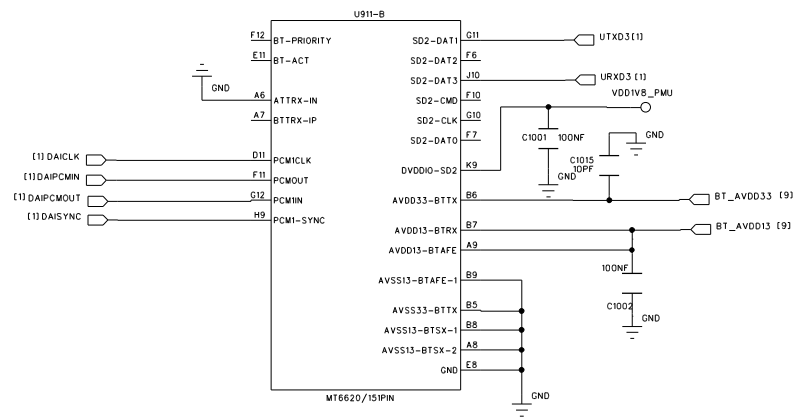 U911-B
F12 BT-PRIORITY
E11 BT-ACT
GND
A6 ATTRX-IN
A7 BTTRX-IP
[1] DAICLK D11 PCM1CLK
[1] DAIPCMIN F11 PCMOUT
[1] DAIPCMOUT G12 PCM1IN
[1] DAISYNC H9 PCM1-SYNC
SD2-DAT1 G11 UTXD3[1]
SD2-DAT2 F6
SD2-DAT3 J10 URXD3 [1]
VDD1V8_PMU
SD2-CMD F10
SD2-CLK G10
SD2-DAT0 F7
C1001 100NF
GND
C1015
10PF
GND
DVDDIO-SD2 K9
AVDD33-BTTX B6 BT_AVDD33 [9]
AVDD13-BTRX B7 BT_AVDD13 [9]
AVDD13-BTAFE A9
100NF
C1002
GND
AVSS13-BTAFE-1 B9
AVSS33-BTTX B5
AVSS13-BTSX-1 B8
AVSS13-BTSX-2 A8
GND E8
GND
MT6620/151PIN